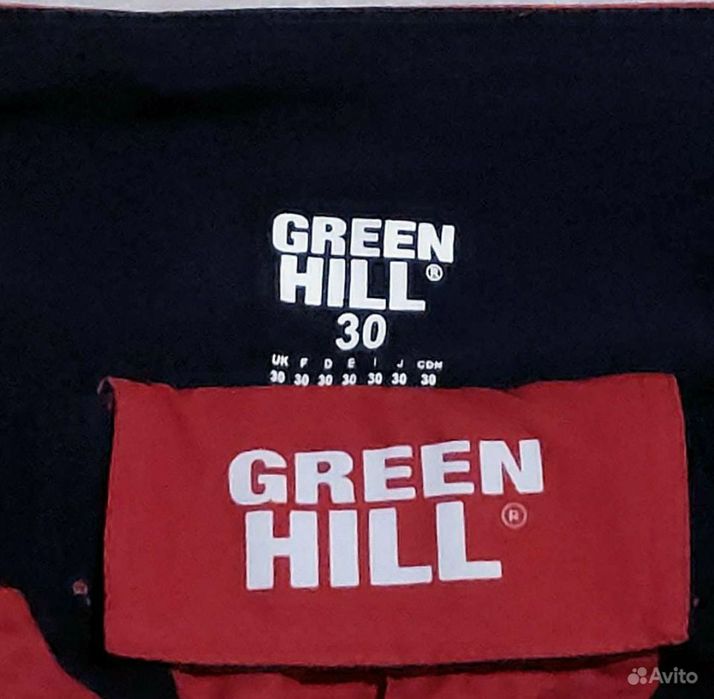 GREEN
HILL®
30
UK F D E I J CDN
30 30 30 30 30 30 30
GREEN
HILL®
Avito